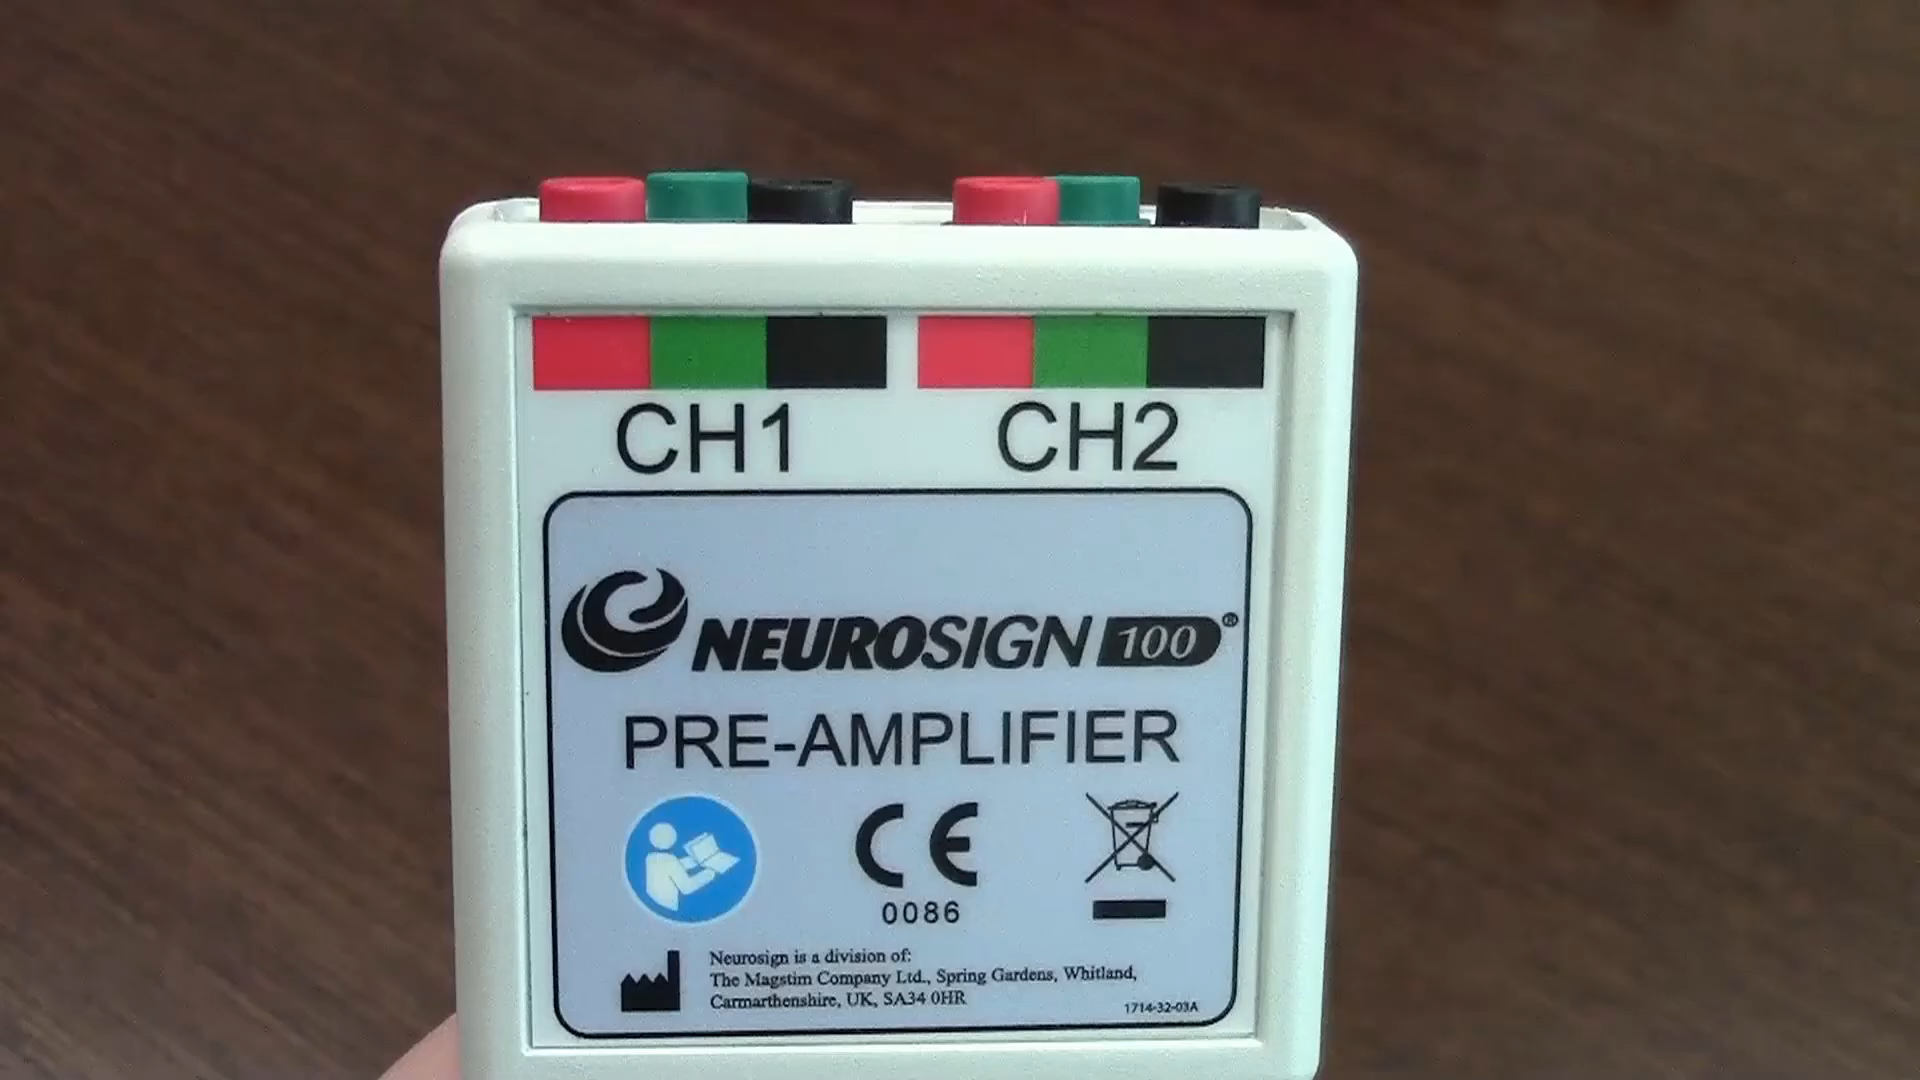 CH1 CH2
NEUROSIGN 100®
PRE-AMPLIFIER
CE
0086
Neurosign is a division of:
The Magstim Company Ltd., Spring Gardens, Whitland,
Carmarthenshire, UK, SA34 0HR
1714-32-03A